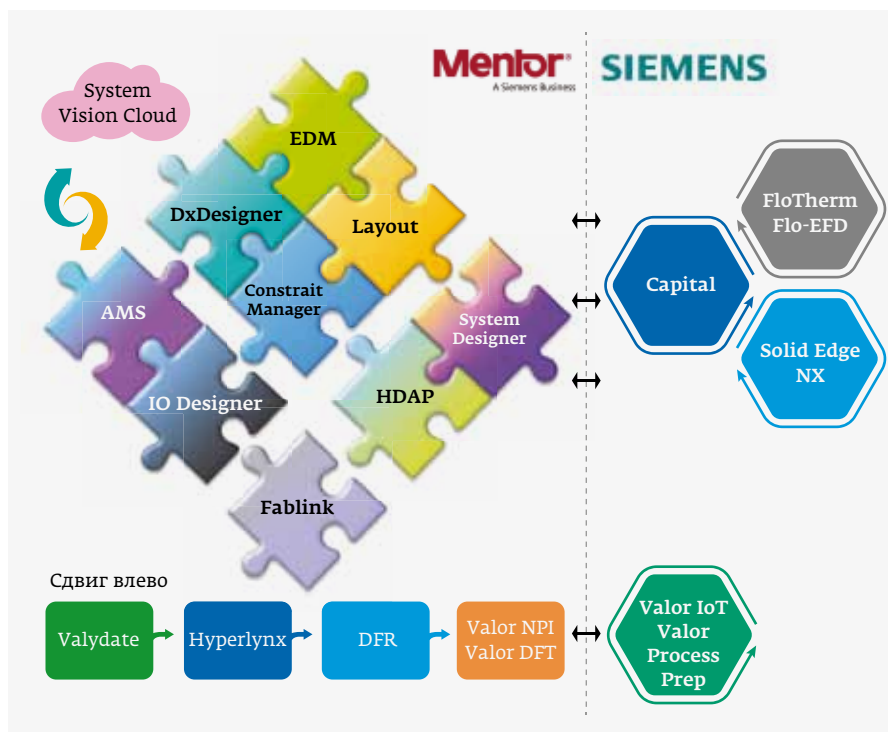 Mentor®
A Siemens Business
SIEMENS
System
Vision Cloud
EDM
DxDesigner
Layout
Constrait
Manager
AMS
IO Designer
System
Designer
HDAP
Fablink
FloTherm
Flo-EFD
Capital
Solid Edge
NX
Сдвиг влево
Valydate
Hyperlynx
DFR
Valor NPI
Valor DFT
Valor IoT
Valor
Process
Prep